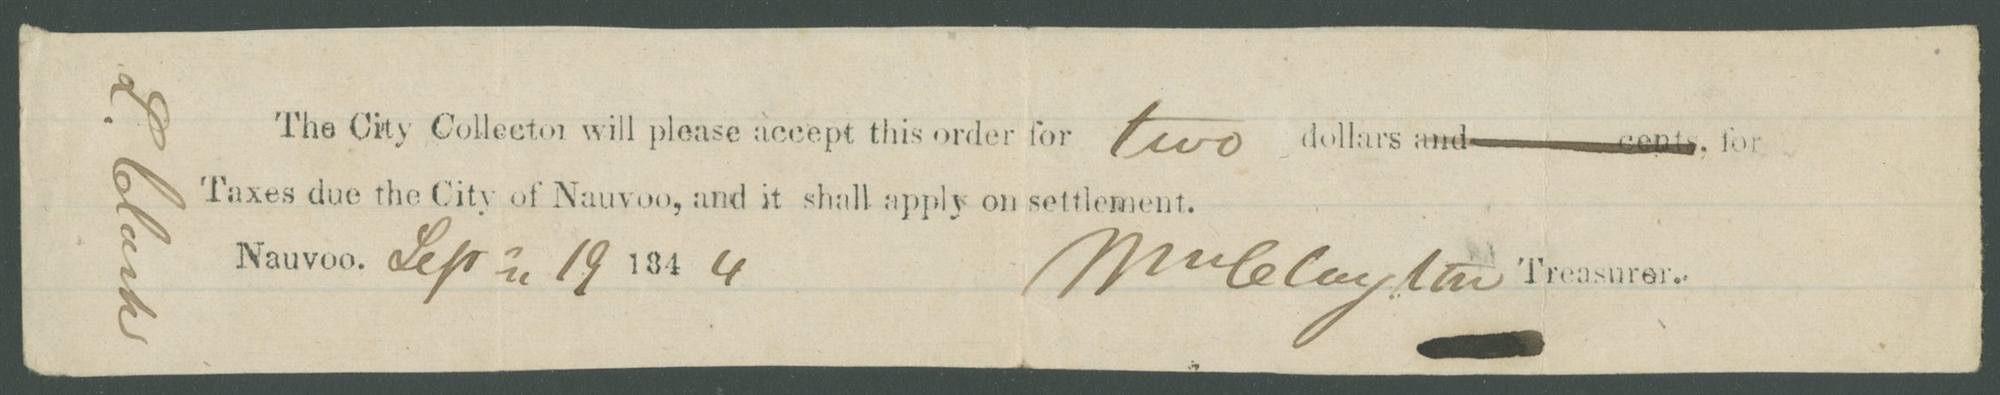 L. Clark
The City Collector will please accept this order for two dollars and cents, for
Taxes due the City of Nauvoo, and it shall apply on settlement.
Nauvoo. Sept 19 1844 Wm Clayton Treasurer.